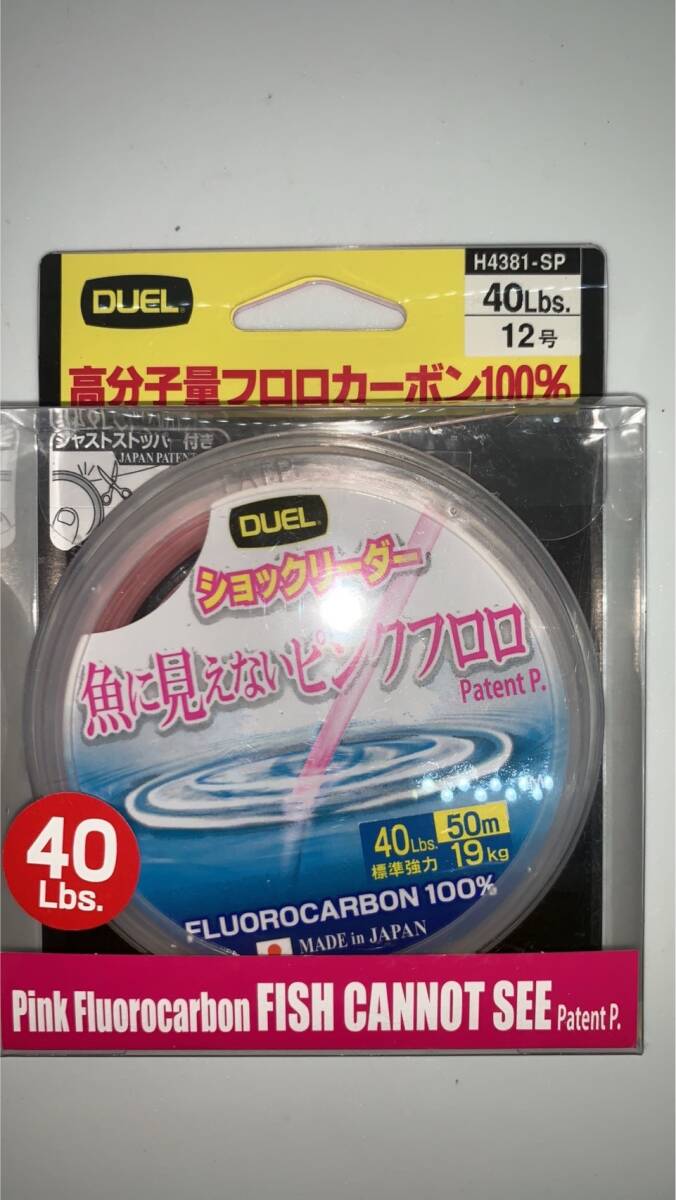 DUEL
H4381-SP
40Lbs.
12号
高分子量フロロカーボン100%
ジャストストッパー付き
JAPAN PATENT
DUEL
ショックリーダー
魚に見えないピンクフロロ
Patent P.
40Lbs. 50m
標準強力 19kg
FLUOROCARBON 100%
MADE in JAPAN
40
Lbs.
Pink Fluorocarbon FISH CANNOT SEE Patent P.